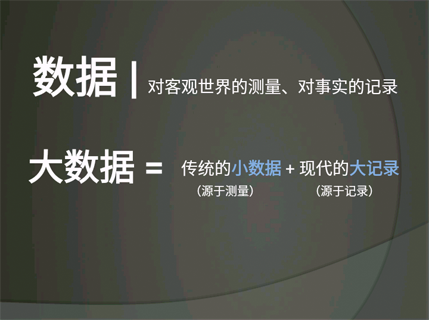 数据 | 对客观世界的测量、对事实的记录
大数据 = 传统的小数据 + 现代的大记录
（源于测量） （源于记录）